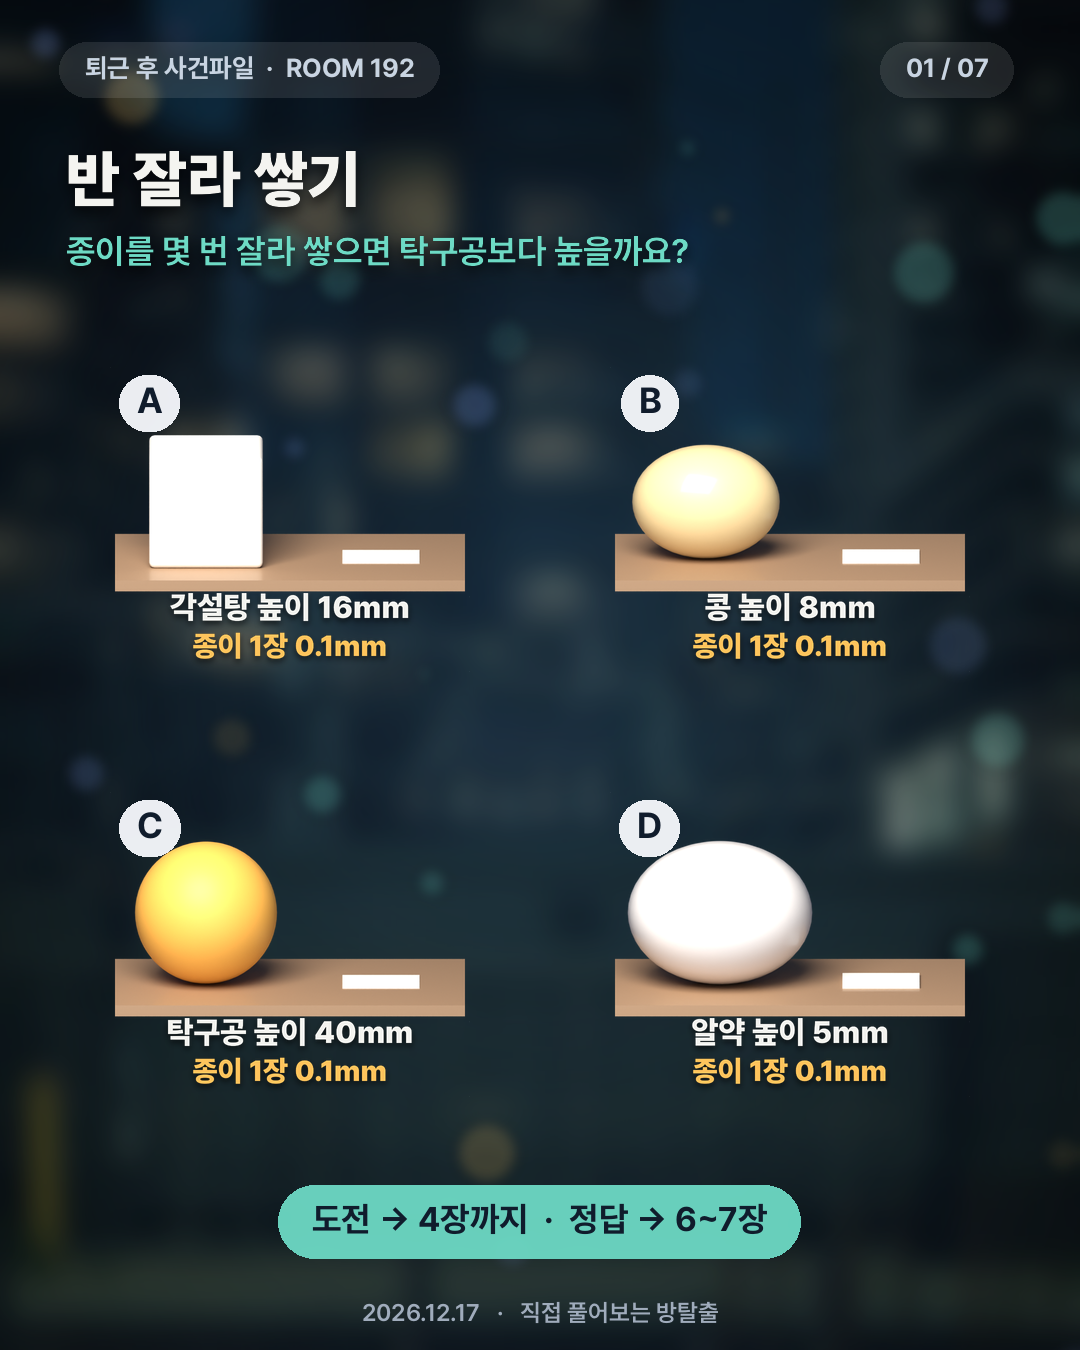 퇴근 후 사건파일 · ROOM 192
01 / 07
반 잘라 쌓기
종이를 몇 번 잘라 쌓으면 탁구공보다 높을까요?
A
B
각설탕 높이 16mm
종이 1장 0.1mm
콩 높이 8mm
종이 1장 0.1mm
C
D
탁구공 높이 40mm
종이 1장 0.1mm
알약 높이 5mm
종이 1장 0.1mm
도전 → 4장까지 · 정답 → 6~7장
2026.12.17 · 직접 풀어보는 방탈출